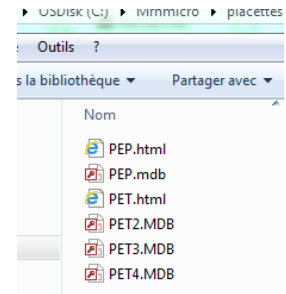 OSDisk (C:) ▸ Mrnmicro ▸ placettes
Outils ?
s la bibliothèque ▼ Partager avec ▼
Nom
PEP.html
PEP.mdb
PET.html
PET2.MDB
PET3.MDB
PET4.MDB